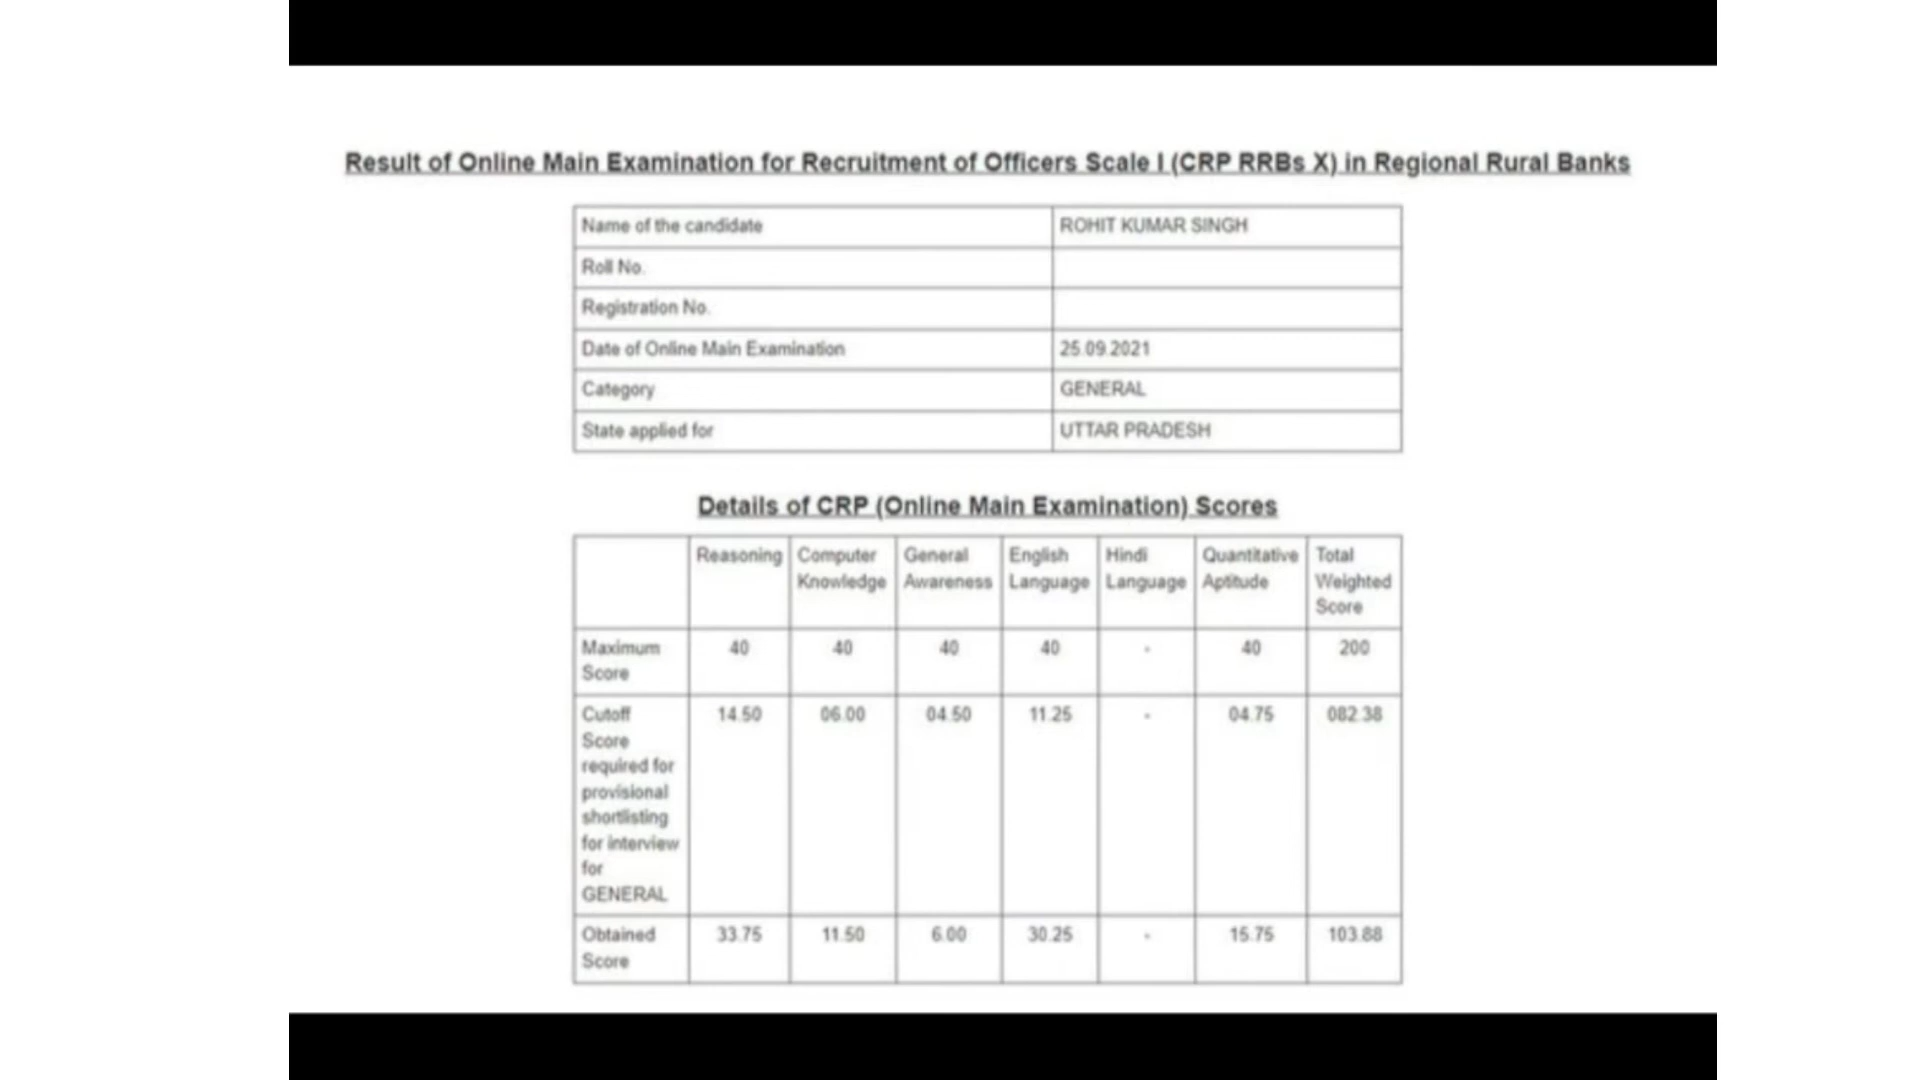 Result of Online Main Examination for Recruitment of Officers Scale I (CRP RRBs X) in Regional Rural Banks
Name of the candidate ROHIT KUMAR SINGH
Roll No.
Registration No.
Date of Online Main Examination 25.09.2021
Category GENERAL
State applied for UTTAR PRADESH
Details of CRP (Online Main Examination) Scores
Reasoning Computer Knowledge General Awareness English Language Hindi Language Quantitative Aptitude Total Weighted Score
Maximum Score 40 40 40 40 - 40 200
Cutoff Score required for provisional shortlisting for interview for GENERAL 14.50 06.00 04.50 11.25 - 04.75 082.38
Obtained Score 33.75 11.50 6.00 30.25 - 15.75 103.88